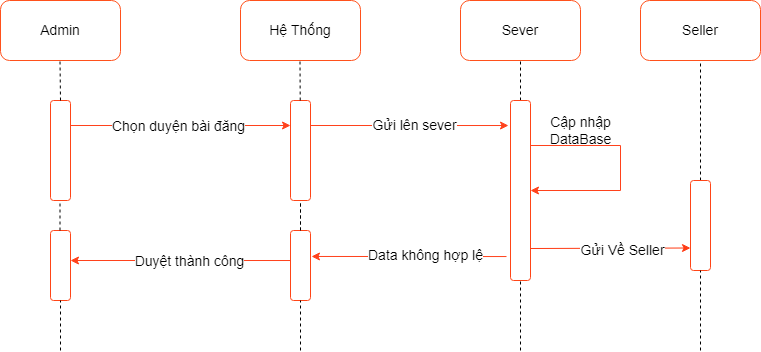 Admin
Hệ Thống
Sever
Seller
Chọn duyện bài đăng
Gửi lên sever
Cập nhập
DataBase
Gửi Về Seller
Data không hợp lệ
Duyệt thành công